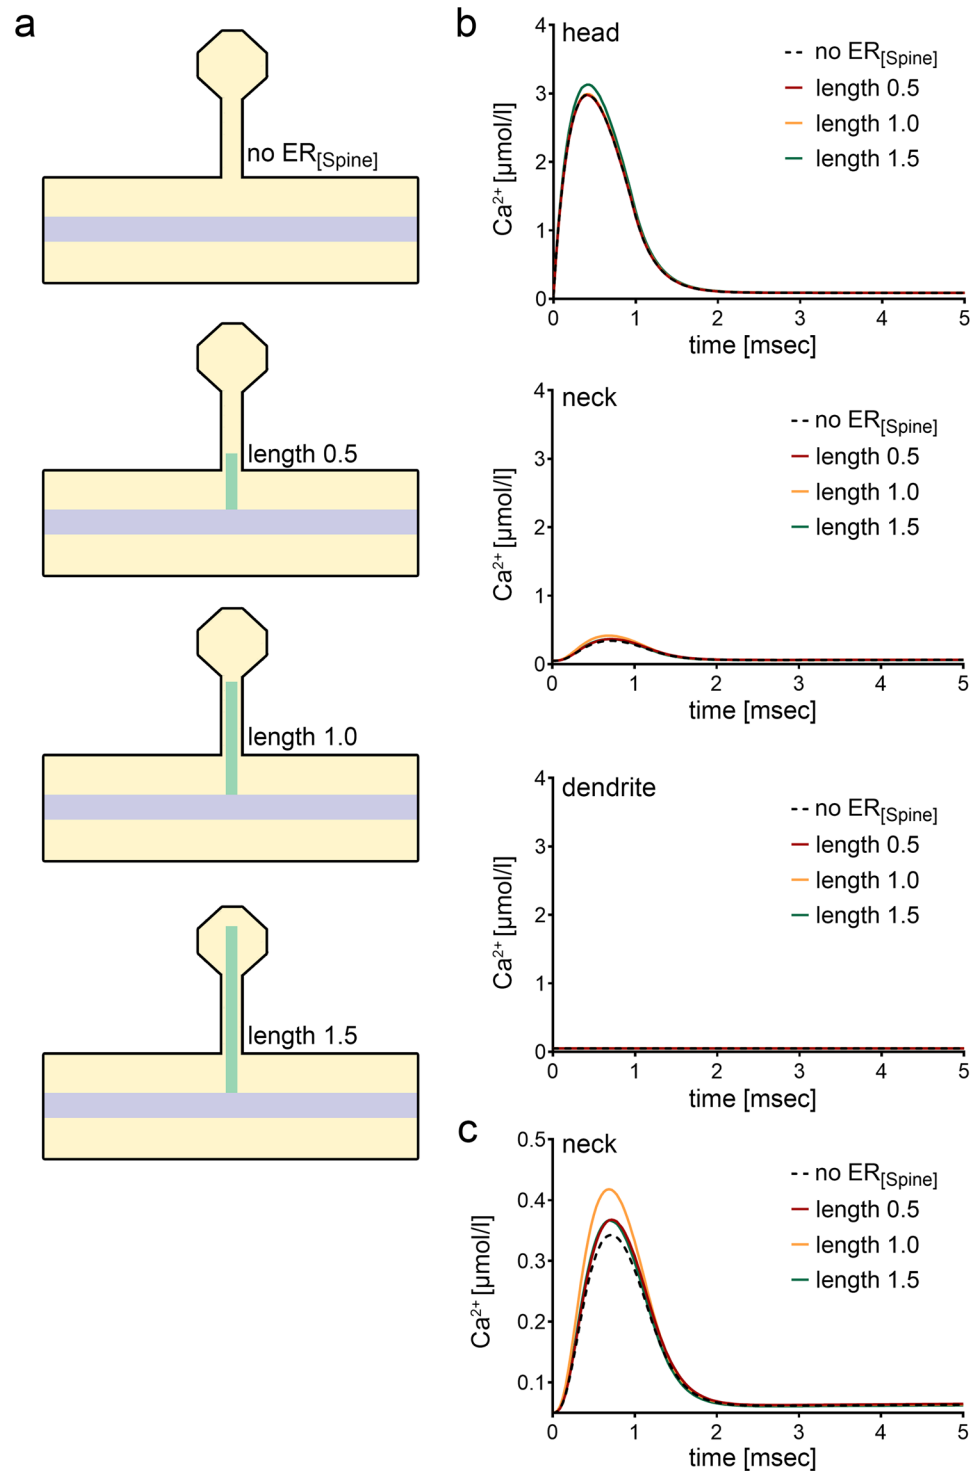 a
no ER[Spine]
length 0.5
length 1.0
length 1.5
b
head
Ca²⁺ [µmol/l]
4
3
2
1
0
0 1 2 3 4 5
time [msec]
no ER[Spine]
length 0.5
length 1.0
length 1.5
neck
Ca²⁺ [µmol/l]
4
3
2
1
0
0 1 2 3 4 5
time [msec]
no ER[Spine]
length 0.5
length 1.0
length 1.5
dendrite
Ca²⁺ [µmol/l]
4
3
2
1
0
0 1 2 3 4 5
time [msec]
no ER[Spine]
length 0.5
length 1.0
length 1.5
c
neck
Ca²⁺ [µmol/l]
0.5
0.4
0.3
0.2
0.1
0 1 2 3 4 5
time [msec]
no ER[Spine]
length 0.5
length 1.0
length 1.5